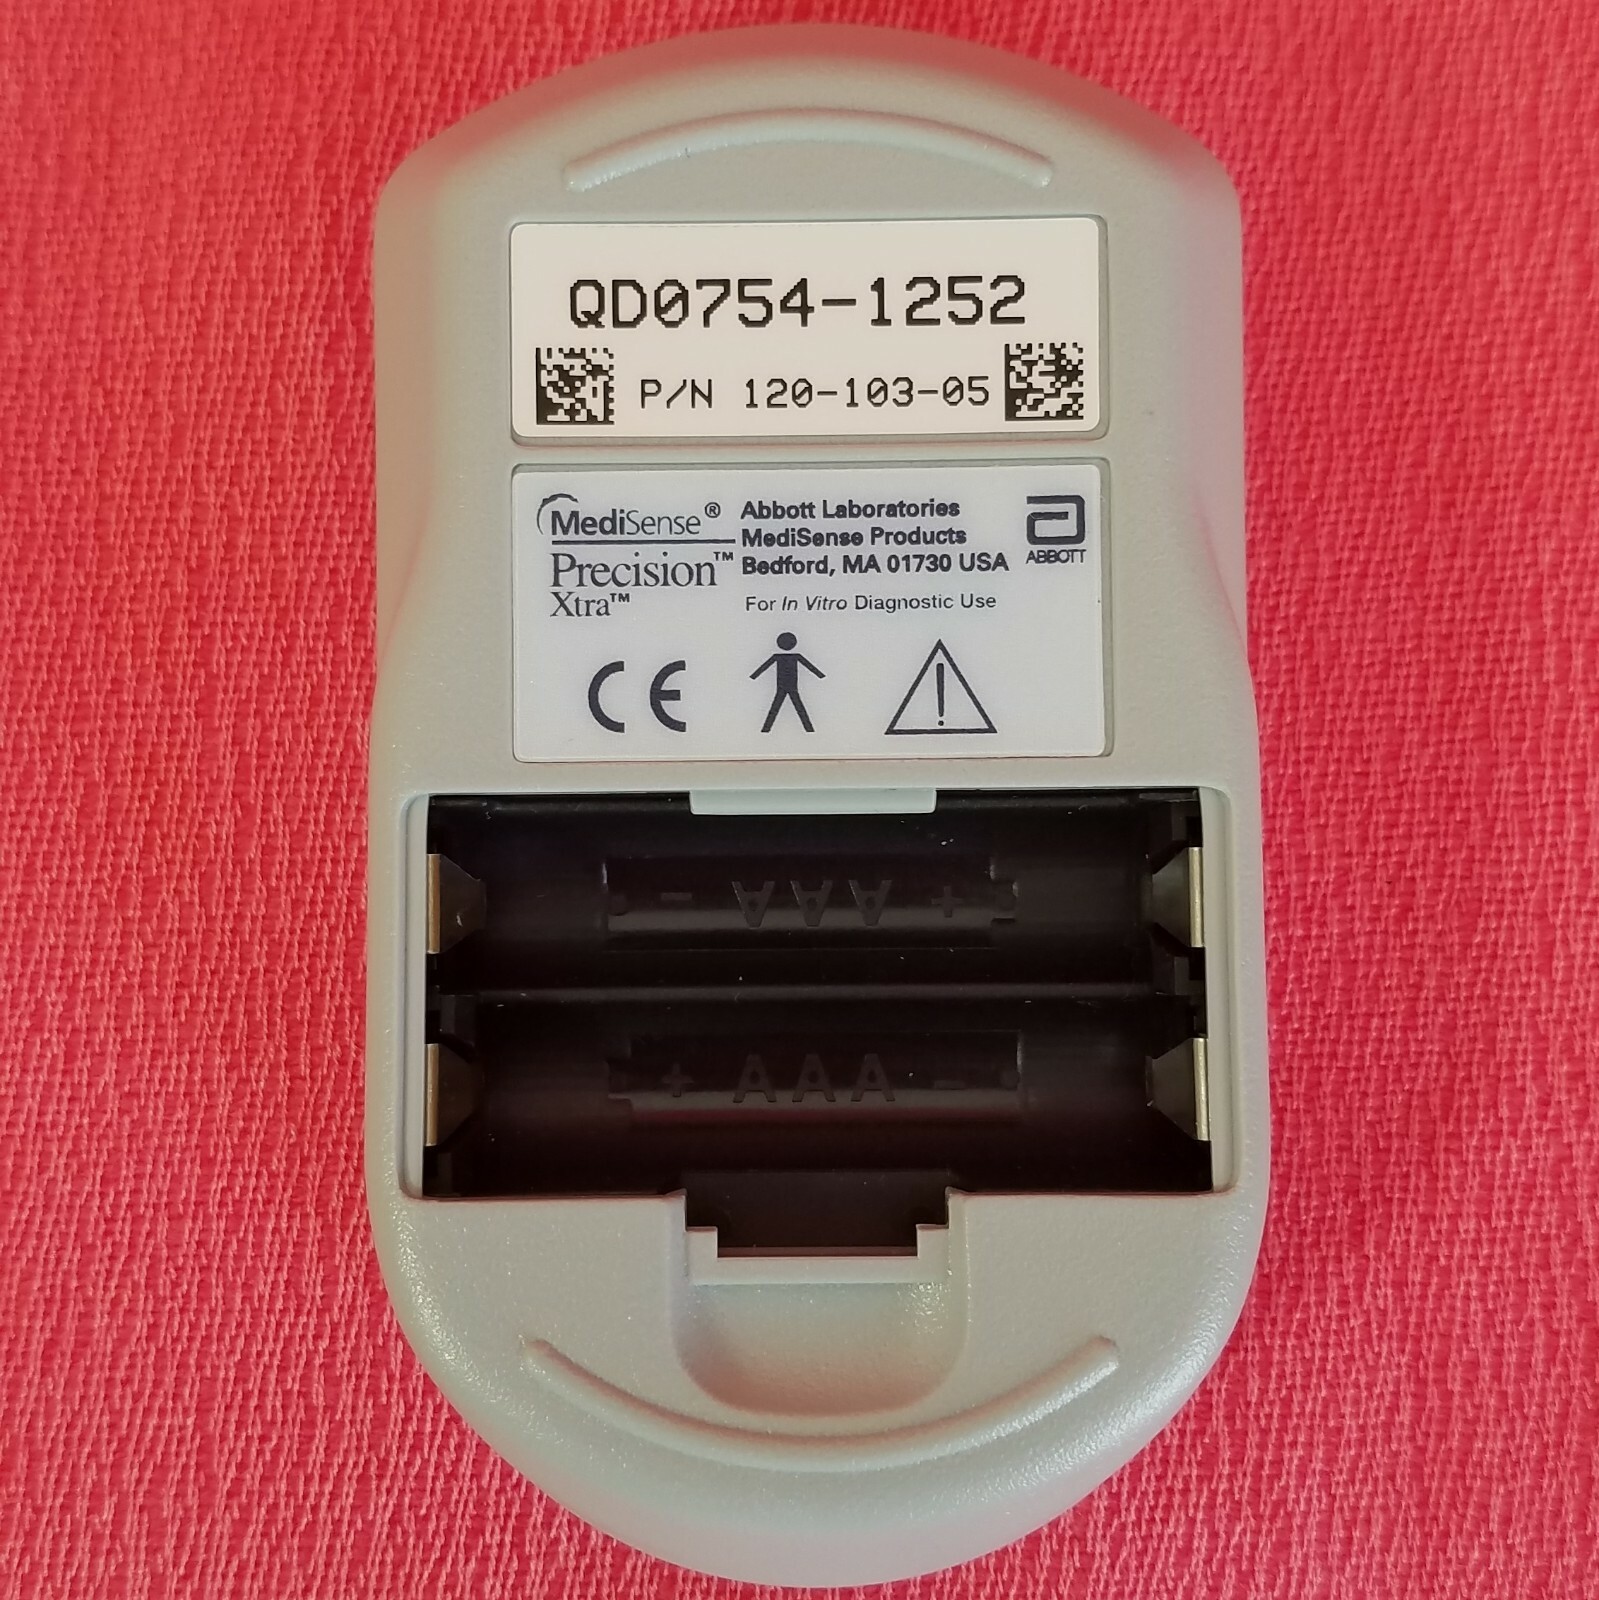 QD0754-1252
P/N 120-103-05
MediSense®
Precision™
Xtra™
Abbott Laboratories
MediSense Products
Bedford, MA 01730 USA
For In Vitro Diagnostic Use
ABBOTT
CE
- AAA +
+ AAA -